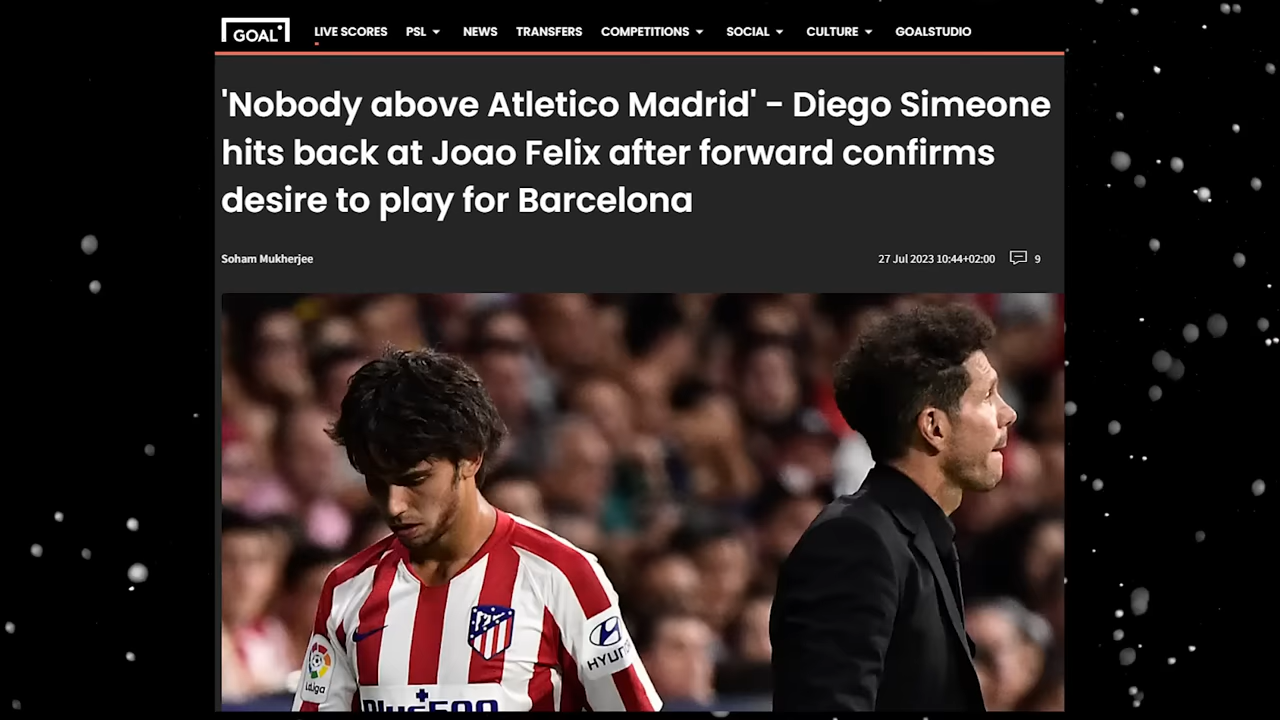 GOAL LIVE SCORES PSL NEWS TRANSFERS COMPETITIONS SOCIAL CULTURE GOALSTUDIO
'Nobody above Atletico Madrid' - Diego Simeone
hits back at Joao Felix after forward confirms
desire to play for Barcelona
Soham Mukherjee 27 Jul 2023 10:44+02:00 9
LaLiga
HYUNDAI
Plus500